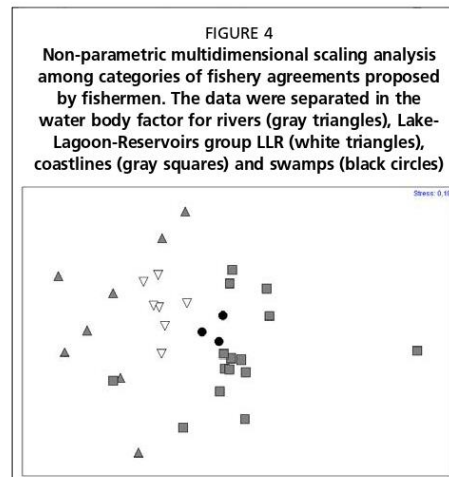 FIGURE 4
Non-parametric multidimensional scaling analysis
among categories of fishery agreements proposed
by fishermen. The data were separated in the
water body factor for rivers (gray triangles), Lake-
Lagoon-Reservoirs group LLR (white triangles),
coastlines (gray squares) and swamps (black circles)
Stress: